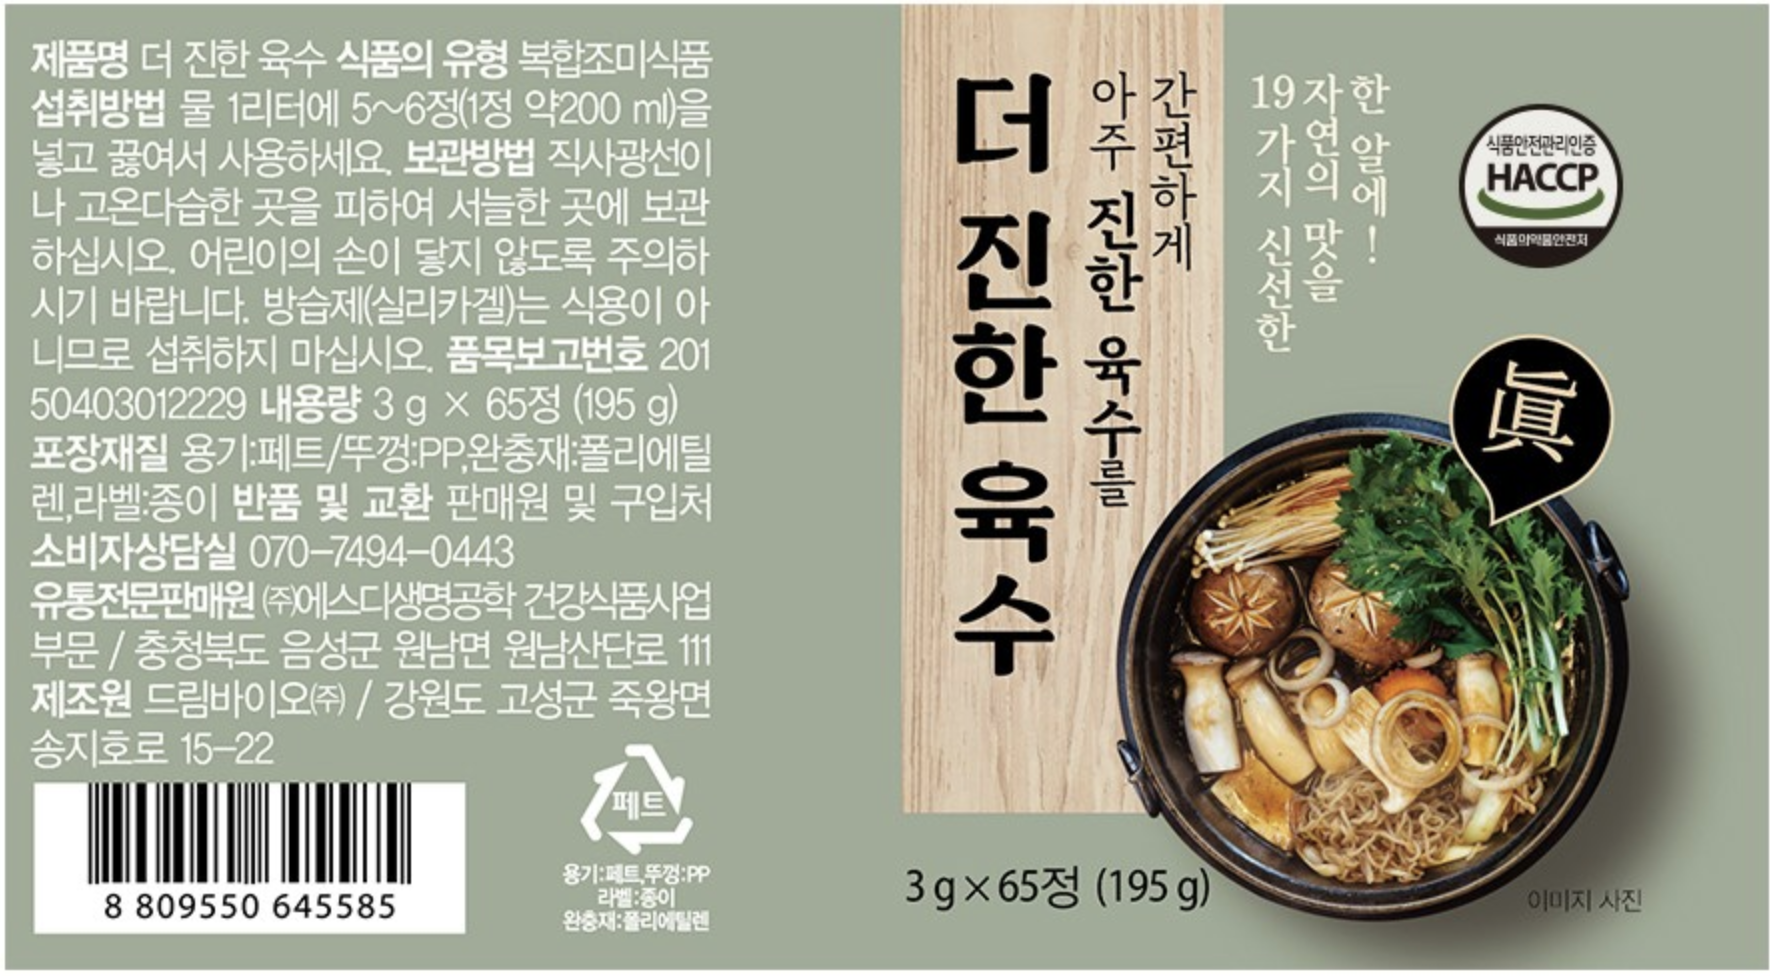 제품명 더 진한 육수 식품의 유형 복합조미식품
섭취방법 물 1리터에 5~6정(1정 약200 ml)을
넣고 끓여서 사용하세요. 보관방법 직사광선이
나 고온다습한 곳을 피하여 서늘한 곳에 보관
하십시오. 어린이의 손이 닿지 않도록 주의하
시기 바랍니다. 방습제(실리카겔)는 식용이 아
니므로 섭취하지 마십시오. 품목보고번호 201
50403012229 내용량 3 g × 65정 (195 g)
포장재질 용기:페트/뚜껑:PP,완충재:폴리에틸
렌,라벨:종이 반품 및 교환 판매원 및 구입처
소비자상담실 070-7494-0443
유통전문판매원 ㈜에스디생명공학 건강식품사업
부문 / 충청북도 음성군 원남면 원남산단로 111
제조원 드림바이오㈜ / 강원도 고성군 죽왕면
송지호로 15-22
8 809550 645585
페트
용기:페트,뚜껑:PP
라벨:종이
완충재:폴리에틸렌
한 알에!
자연의 맛을
19가지 신선한
간편하게
아주 진한 육수를
더 진한 육수
식품안전관리인증
HACCP
식품의약품안전처
眞
3 g × 65정 (195 g)
이미지 사진